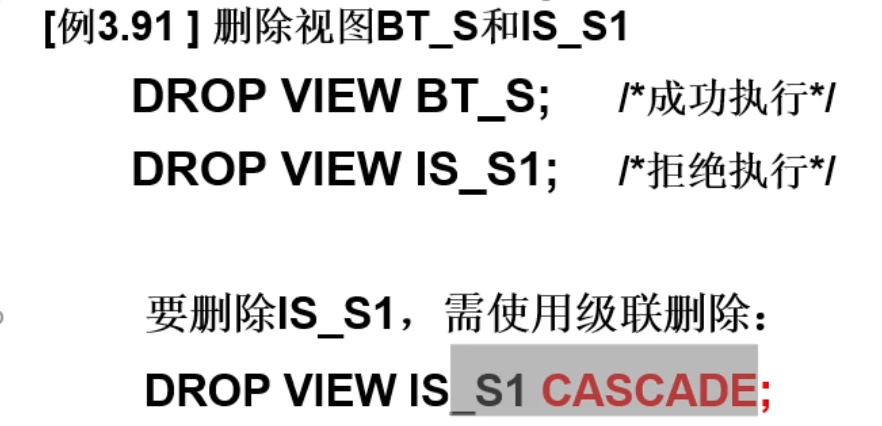 [例3.91 ] 删除视图BT_S和IS_S1
DROP VIEW BT_S; /*成功执行*/
DROP VIEW IS_S1; /*拒绝执行*/
要删除IS_S1，需使用级联删除：
DROP VIEW IS_S1 CASCADE;